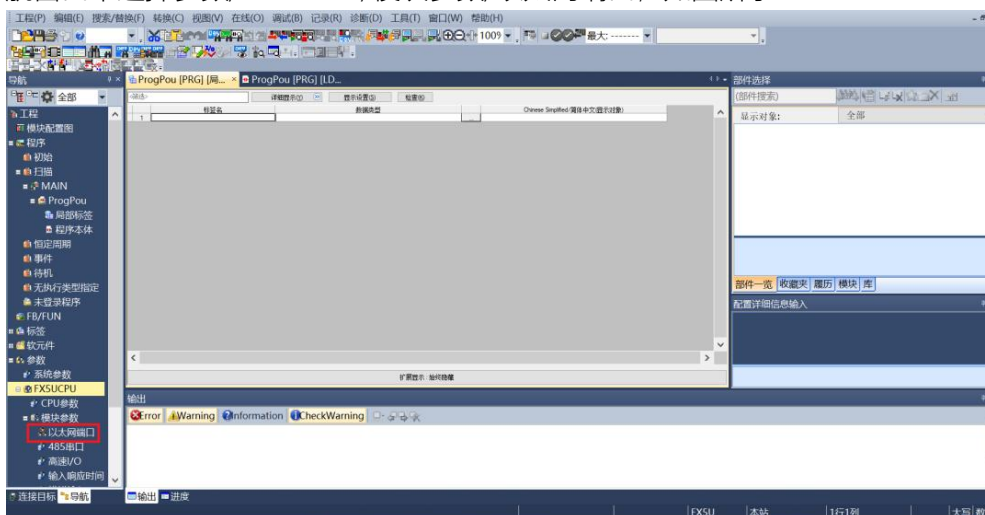 工程(P) 编辑(E) 搜索/替换(F) 转换(C) 视图(V) 在线(O) 调试(B) 记录(R) 诊断(D) 工具(T) 窗口(W) 帮助(H)
100% 最大: -------
导航
ProgPou [PRG] [局...
ProgPou [PRG] [LD...
部件选择
全部
<筛选>
详细显示(D)
显示设置(S)
检查(K)
(部件搜索)
标签名
数据类型
Chinese Simplified/简体中文(显示对象)
显示对象:
全部
1
...
工程
模块配置图
程序
初始
扫描
MAIN
ProgPou
局部标签
程序本体
恒定周期
事件
待机
无执行类型指定
未登录程序
FB/FUN
标签
软元件
参数
系统参数
FX5UCPU
CPU参数
模块参数
以太网端口
485串口
高速I/O
输入响应时间
部件一览 收藏夹 履历 模块 库
配置详细信息输入
扩展显示: 始终隐藏
输出
Error Warning Information CheckWarning
连接目标 导航
输出 进度
FX5U 本站 1行1列 大写